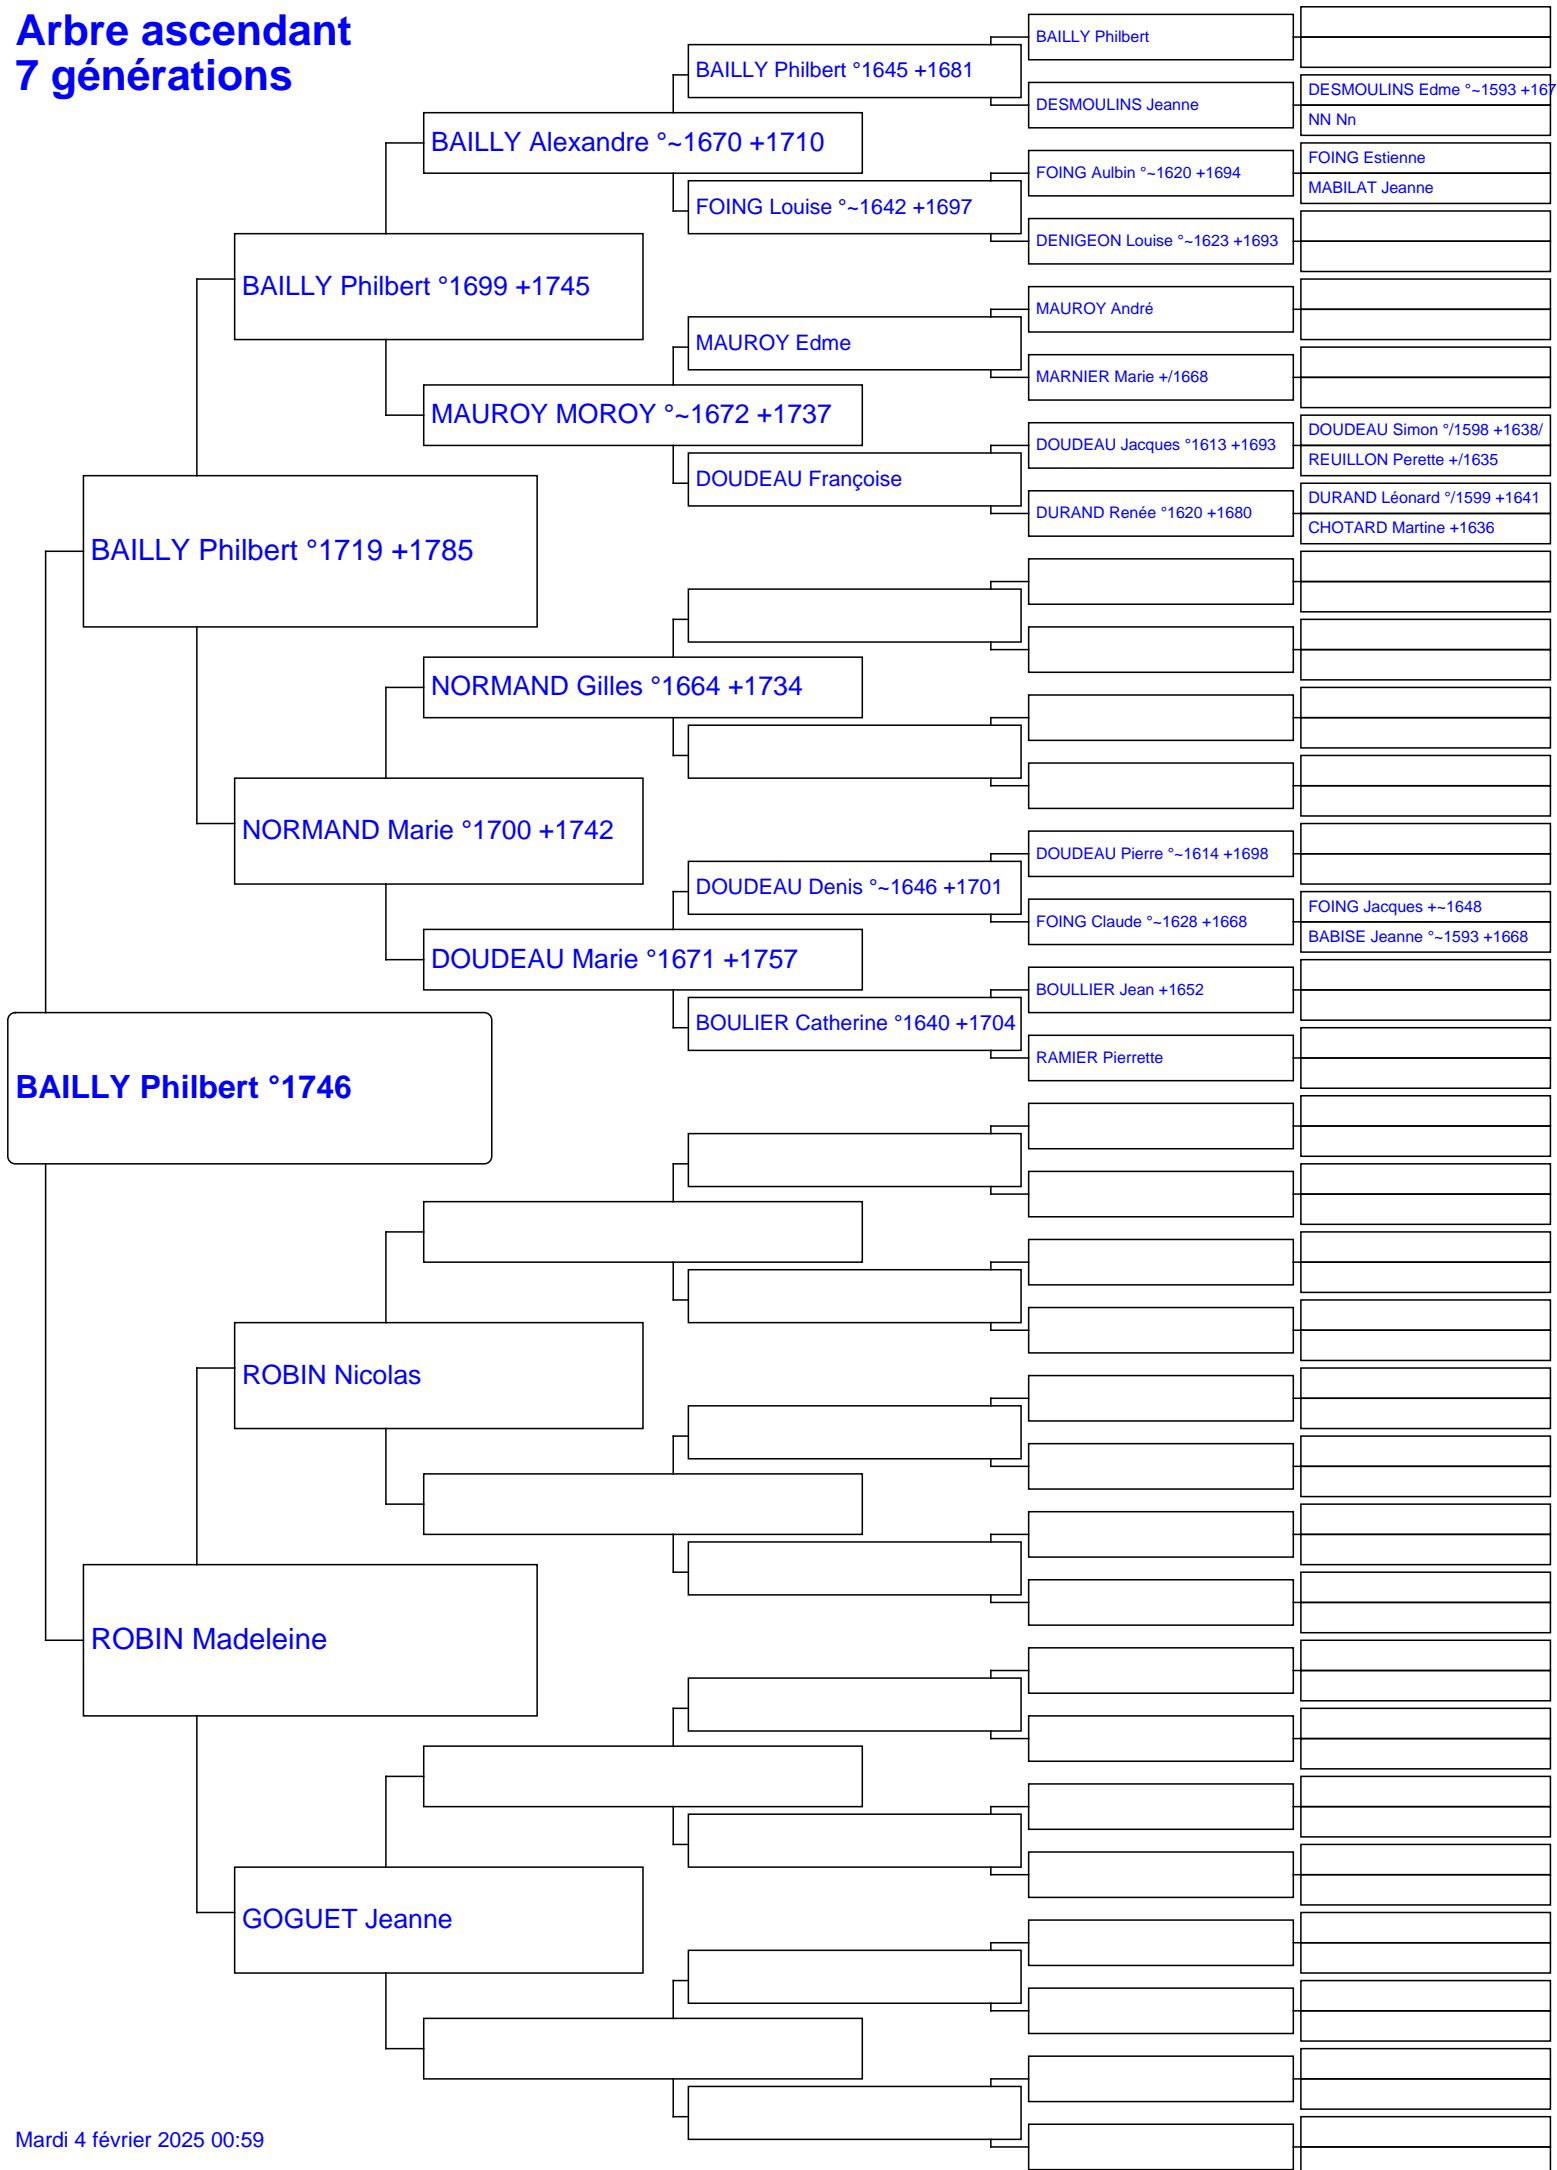 Arbre ascendant
7 générations
BAILLY Philbert
BAILLY Philbert °1645 +1681
DESMOULINS Edme °~1593 +167
DESMOULINS Jeanne
NN Nn
BAILLY Alexandre °~1670 +1710
FOING Estienne
FOING Aulbin °~1620 +1694
MABILAT Jeanne
FOING Louise °~1642 +1697
DENIGEON Louise °~1623 +1693
BAILLY Philbert °1699 +1745
MAUROY André
MAUROY Edme
MARNIER Marie +/1668
MAUROY MOROY °~1672 +1737
DOUDEAU Simon °/1598 +1638/
DOUDEAU Jacques °1613 +1693
REUILLON Perette +/1635
DOUDEAU Françoise
DURAND Léonard °/1599 +1641
DURAND Renée °1620 +1680
CHOTARD Martine +1636
BAILLY Philbert °1719 +1785
NORMAND Gilles °1664 +1734
NORMAND Marie °1700 +1742
DOUDEAU Pierre °~1614 +1698
DOUDEAU Denis °~1646 +1701
FOING Jacques +~1648
FOING Claude °~1628 +1668
BABISE Jeanne °~1593 +1668
DOUDEAU Marie °1671 +1757
BOULLIER Jean +1652
BOULIER Catherine °1640 +1704
RAMIER Pierrette
BAILLY Philbert °1746
ROBIN Nicolas
ROBIN Madeleine
GOGUET Jeanne
Mardi 4 février 2025 00:59